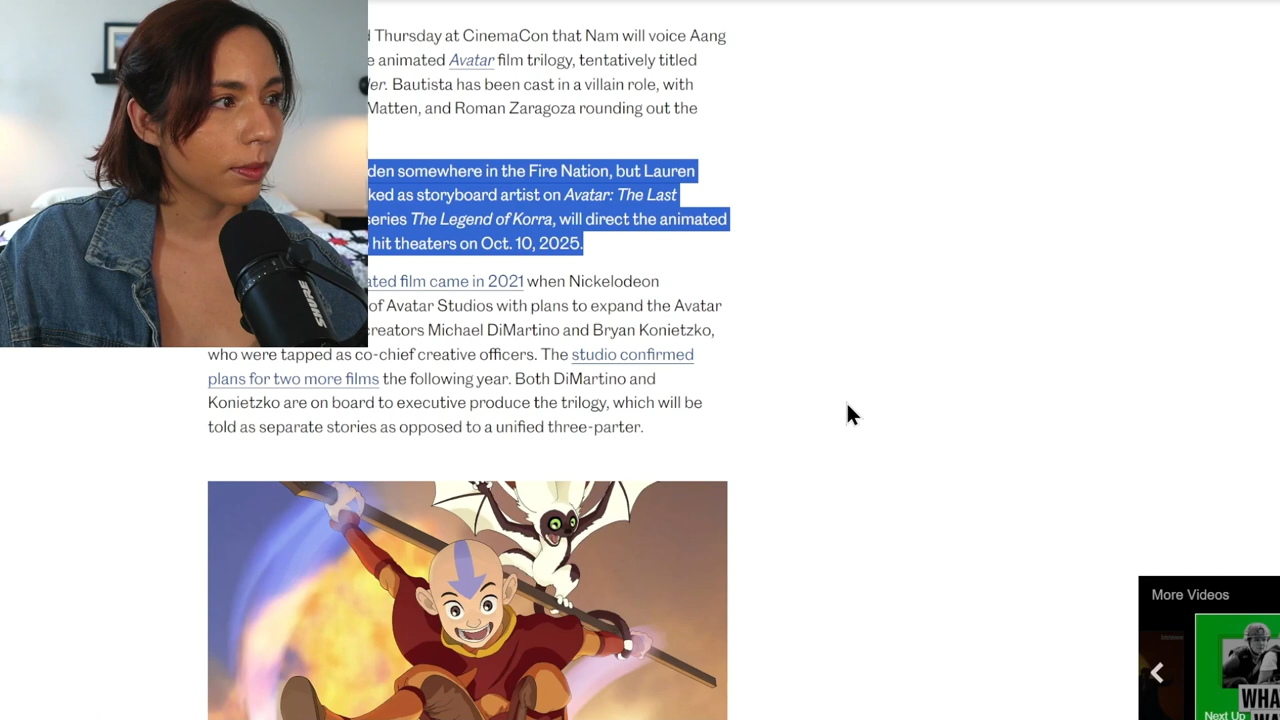 Thursday at CinemaCon that Nam will voice Aang
animated Avatar film trilogy, tentatively titled
Bautista has been cast in a villain role, with
Matten, and Roman Zaragoza rounding out the
somewhere in the Fire Nation, but Lauren
as storyboard artist on Avatar: The Last
series The Legend of Korra, will direct the animated
hit theaters on Oct. 10, 2025.
film came in 2021 when Nickelodeon
of Avatar Studios with plans to expand the Avatar
creators Michael DiMartino and Bryan Konietzko,
who were tapped as co-chief creative officers. The studio confirmed
plans for two more films the following year. Both DiMartino and
Konietzko are on board to executive produce the trilogy, which will be
told as separate stories as opposed to a unified three-parter.
SHURE
More Videos
WHA
Next Up